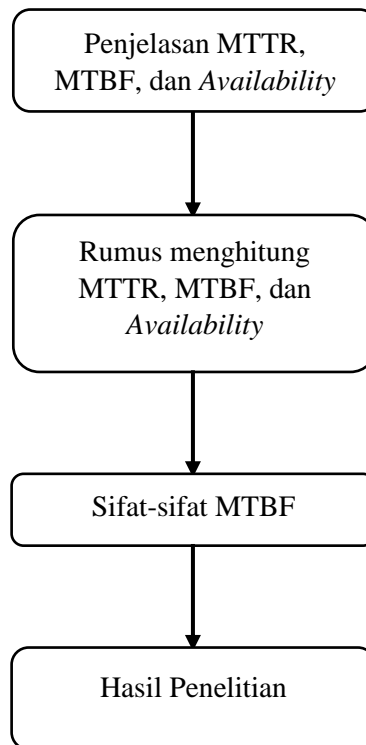 Penjelasan MTTR,
MTBF, dan Availability
Rumus menghitung
MTTR, MTBF, dan
Availability
Sifat-sifat MTBF
Hasil Penelitian